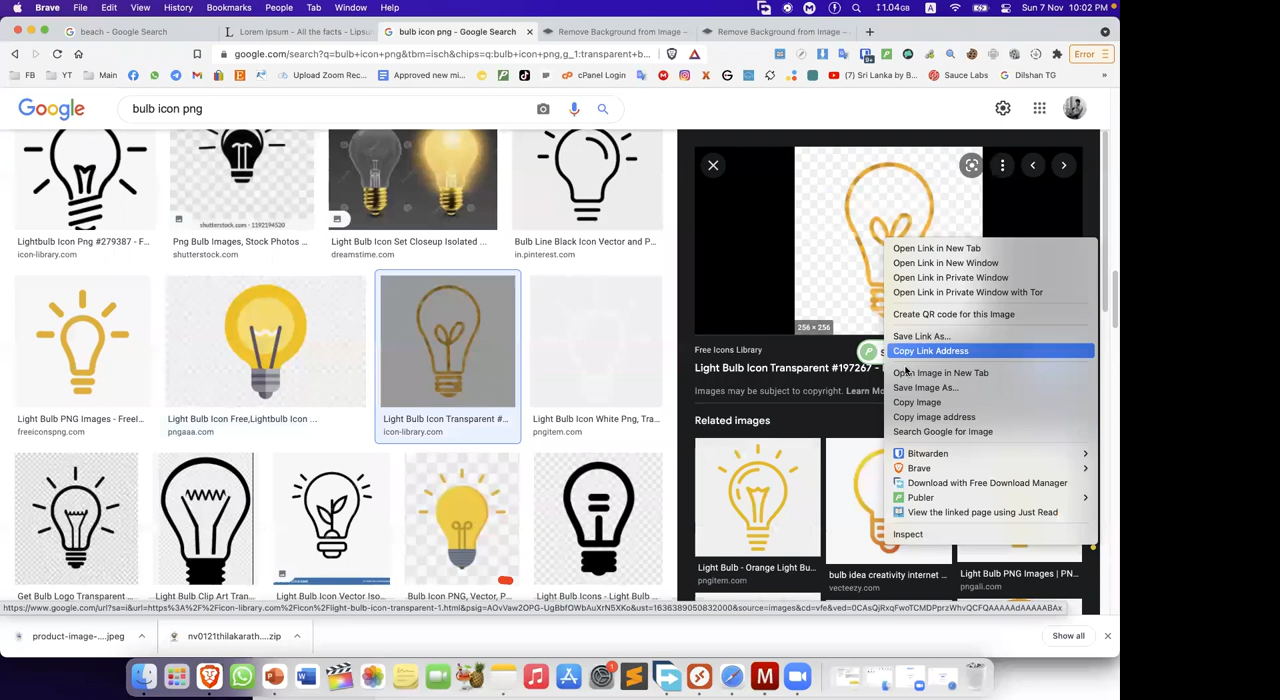 Brave File Edit View History Bookmarks People Tab Window Help
1.04GB A Sun 7 Nov 10:02 PM
beach - Google Search
Lorem Ipsum - All the facts - Lipsu
bulb icon png - Google Search
Remove Background from Image –
Remove Background from Image –
google.com/search?q=bulb+icon+png&tbm=isch&chips=q:bulb+icon+png,g_1:transparent+b...
Error
FB YT Main Upload Zoom Rec... Approved new mi... cPanel Login (7) Sri Lanka by B... Sauce Labs Dilshan TG »
Google
bulb icon png
shutterstock.com · 1192194520
Lightbulb Icon Png #279387 - F...
icon-library.com
Png Bulb Images, Stock Photos ...
shutterstock.com
Light Bulb Icon Set Closeup Isolated ...
dreamstime.com
Bulb Line Black Icon Vector and P...
in.pinterest.com
Light Bulb PNG Images - Freel...
freeiconspng.com
Light Bulb Icon Free,Lightbulb Icon ...
pngaaa.com
Light Bulb Icon Transparent #...
icon-library.com
Light Bulb Icon White Png, Tra...
pngitem.com
Get Bulb Logo Transparent
Light Bulb Clip Art Tran
Light Bulb Vector Iso
Bulb Icon PNG, Vector, P
Light Bulb Icons - Light Bulb
256 × 256
Free Icons Library
Light Bulb Icon Transparent #197267 -
Images may be subject to copyright. Learn Mo
Related images
Light Bulb - Orange Light Bu...
pngitem.com
bulb idea creativity internet ...
vecteezy.com
Light Bulb PNG Images | PN...
pngall.com
Open Link in New Tab
Open Link in New Window
Open Link in Private Window
Open Link in Private Window with Tor
Create QR code for this Image
Save Link As...
Copy Link Address
Open Image in New Tab
Save Image As...
Copy Image
Copy image address
Search Google for Image
Bitwarden
Brave
Download with Free Download Manager
Publer
View the linked page using Just Read
Inspect
product-image-....jpeg
nv0121thilakarath....zip
Show all